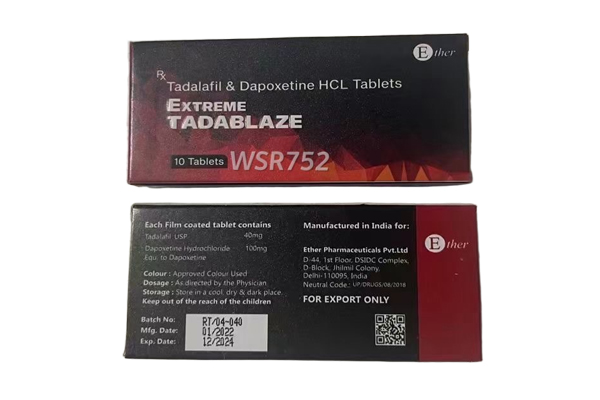 Ether
Rx
Tadalafil & Dapoxetine HCL Tablets
EXTREME
TADABLAZE
10 Tablets WSR752
Each Film coated tablet contains
Tadalafil USP 40mg
Dapoxetine Hydrochloride 100mg
Equ. to Dapoxetine
Colour : Approved Colour Used
Dosage : As directed by the Physician
Storage : Store in a cool, dry & dark place.
Keep out of the reach of the children
Batch No: RT/04-040
Mfg. Date: 01/2022
Exp. Date: 12/2024
Manufactured in India for:
Ether Pharmaceuticals Pvt.Ltd
D-44, 1st Floor, DSIDC Complex,
D-Block, Jhilmil Colony,
Delhi-110095, India
Neutral Code.: UP/DRUGS/08/2018
FOR EXPORT ONLY
Ether